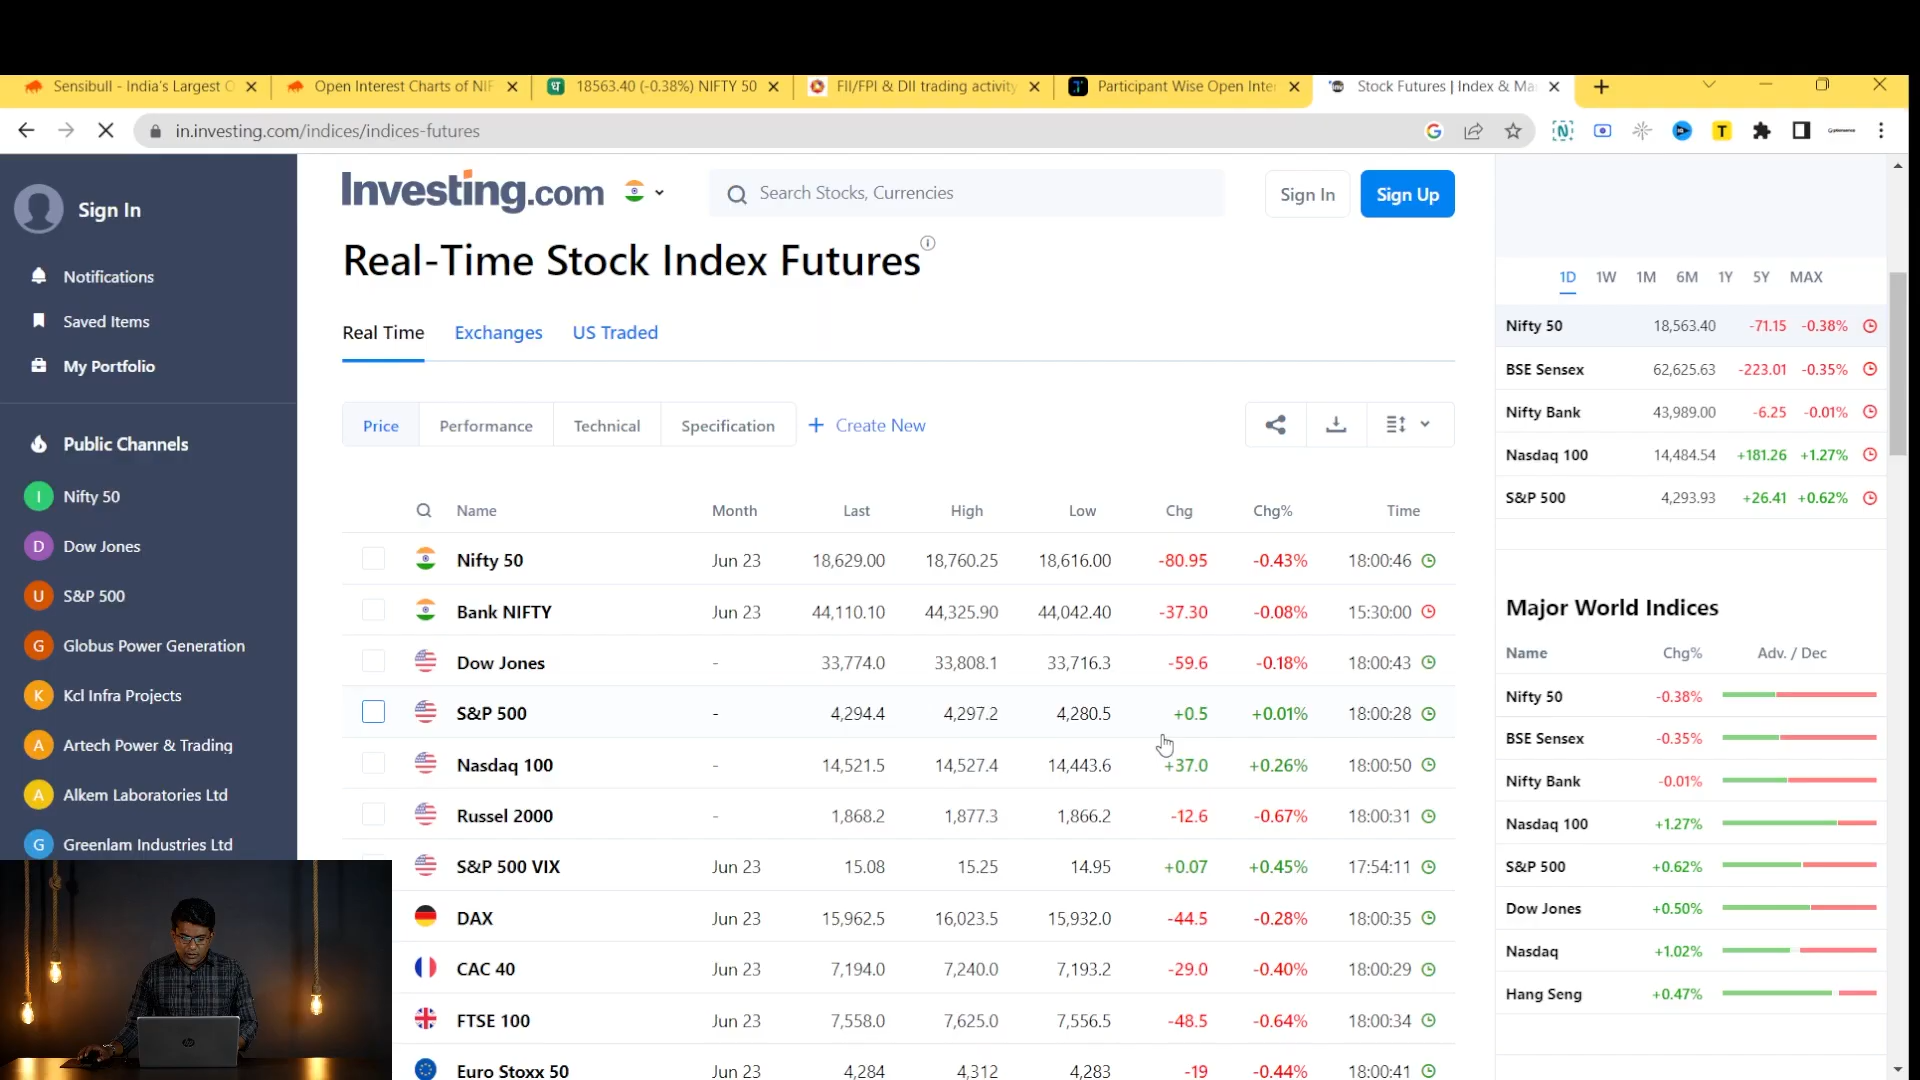 Sensibull - India's Largest O
Open Interest Charts of NIF
18563.40 (-0.38%) NIFTY 50
FII/FPI & DII trading activity
Participant Wise Open Inter
Stock Futures | Index & Mar
in.investing.com/indices/indices-futures
Sign In
Notifications
Saved Items
My Portfolio
Public Channels
I Nifty 50
D Dow Jones
U S&P 500
G Globus Power Generation
K Kcl Infra Projects
A Artech Power & Trading
A Alkem Laboratories Ltd
G Greenlam Industries Ltd
Investing.com
Search Stocks, Currencies
Sign In
Sign Up
Real-Time Stock Index Futures
Real Time Exchanges US Traded
Price Performance Technical Specification + Create New
Name Month Last High Low Chg Chg% Time
Nifty 50 Jun 23 18,629.00 18,760.25 18,616.00 -80.95 -0.43% 18:00:46
Bank NIFTY Jun 23 44,110.10 44,325.90 44,042.40 -37.30 -0.08% 15:30:00
Dow Jones - 33,774.0 33,808.1 33,716.3 -59.6 -0.18% 18:00:43
S&P 500 - 4,294.4 4,297.2 4,280.5 +0.5 +0.01% 18:00:28
Nasdaq 100 - 14,521.5 14,527.4 14,443.6 +37.0 +0.26% 18:00:50
Russel 2000 - 1,868.2 1,877.3 1,866.2 -12.6 -0.67% 18:00:31
S&P 500 VIX Jun 23 15.08 15.25 14.95 +0.07 +0.45% 17:54:11
DAX Jun 23 15,962.5 16,023.5 15,932.0 -44.5 -0.28% 18:00:35
CAC 40 Jun 23 7,194.0 7,240.0 7,193.2 -29.0 -0.40% 18:00:29
FTSE 100 Jun 23 7,558.0 7,625.0 7,556.5 -48.5 -0.64% 18:00:34
Euro Stoxx 50 Jun 23 4,284 4,312 4,283 -19 -0.44% 18:00:41
1D 1W 1M 6M 1Y 5Y MAX
Nifty 50 18,563.40 -71.15 -0.38%
BSE Sensex 62,625.63 -223.01 -0.35%
Nifty Bank 43,989.00 -6.25 -0.01%
Nasdaq 100 14,484.54 +181.26 +1.27%
S&P 500 4,293.93 +26.41 +0.62%
Major World Indices
Name Chg% Adv. / Dec
Nifty 50 -0.38%
BSE Sensex -0.35%
Nifty Bank -0.01%
Nasdaq 100 +1.27%
S&P 500 +0.62%
Dow Jones +0.50%
Nasdaq +1.02%
Hang Seng +0.47%